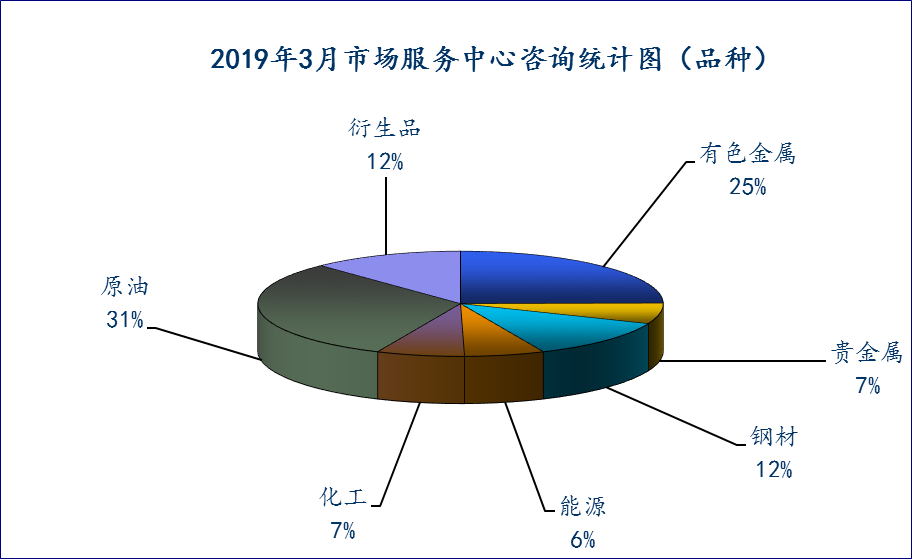 2019年3月市场服务中心咨询统计图（品种）
衍生品
12%
有色金属
25%
原油
31%
贵金属
7%
钢材
12%
化工
7%
能源
6%